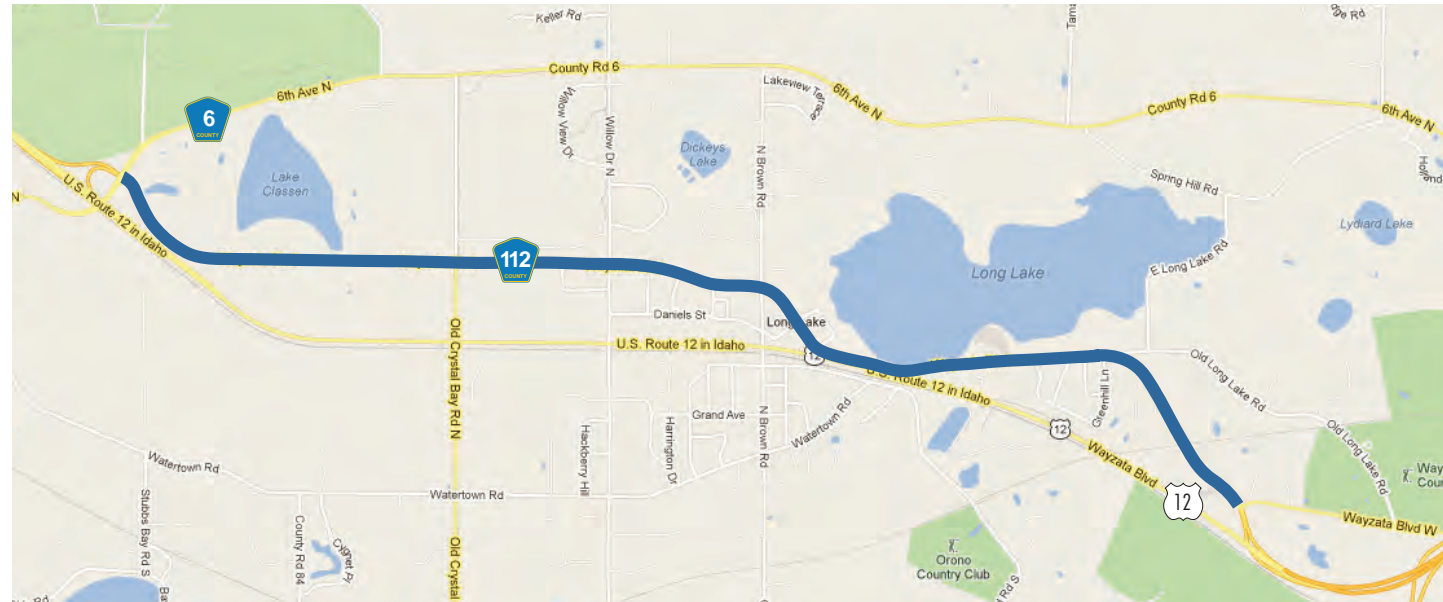 Keller Rd
County Rd 6
6th Ave N
6
COUNTY
Lakeview Terrace
6th Ave N
County Rd 6
6th Ave N
Willow View Dr
Willow Dr N
Dickeys
Lake
N Brown Rd
Lake
Classen
Spring Hill Rd
Lydiard Lake
N
U.S. Route 12 in Idaho
112
COUNTY
Long Lake
E Long Lake Rd
Daniels St
Long Lake
U.S. Route 12 in Idaho
12
Old Crystal Bay Rd N
U.S. Route 12 in Idaho
Old Long Lake Rd
Greenhill Ln
Grand Ave
N Brown Rd
Watertown Rd
12
Harrington Dr
Hackberry Hill
Old Long Lake Rd
Wayzata Blvd
Watertown Rd
Watertown Rd
12
Wayzata Blvd W
Stubbs Bay Rd S
County Rd 84
Cygnet Pl
Old Crystal
Orono
Country Club
Rd S